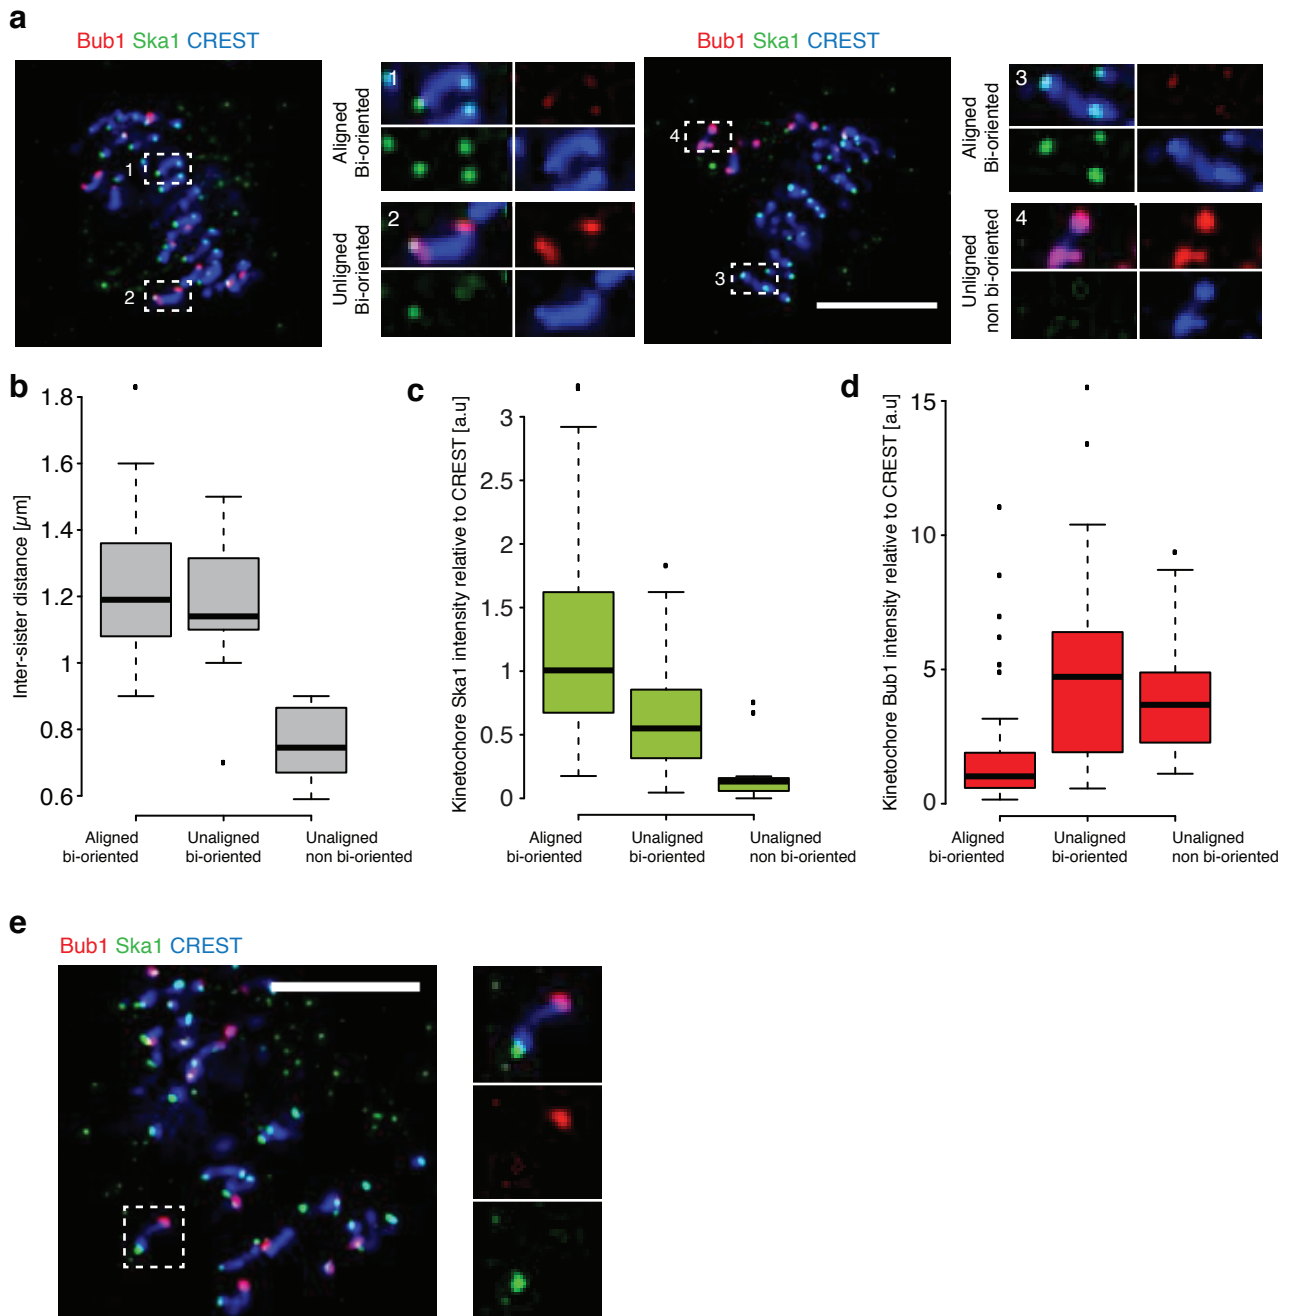 a
Bub1 Ska1 CREST
1
2
Aligned
Bi-oriented
1
Unligned
Bi-oriented
2
Bub1 Ska1 CREST
4
3
Aligned
Bi-oriented
3
Unligned
non bi-oriented
4
b
Inter-sister distance [µm]
1.8
1.6
1.4
1.2
1
0.8
0.6
Aligned
bi-oriented
Unaligned
bi-oriented
Unaligned
non bi-oriented
c
Kinetochore Ska1 intensity relative to CREST [a.u]
3
2.5
2
1.5
1
0.5
0
Aligned
bi-oriented
Unaligned
bi-oriented
Unaligned
non bi-oriented
d
Kinetochore Bub1 intensity relative to CREST [a.u]
15
10
5
0
Aligned
bi-oriented
Unaligned
bi-oriented
Unaligned
non bi-oriented
e
Bub1 Ska1 CREST